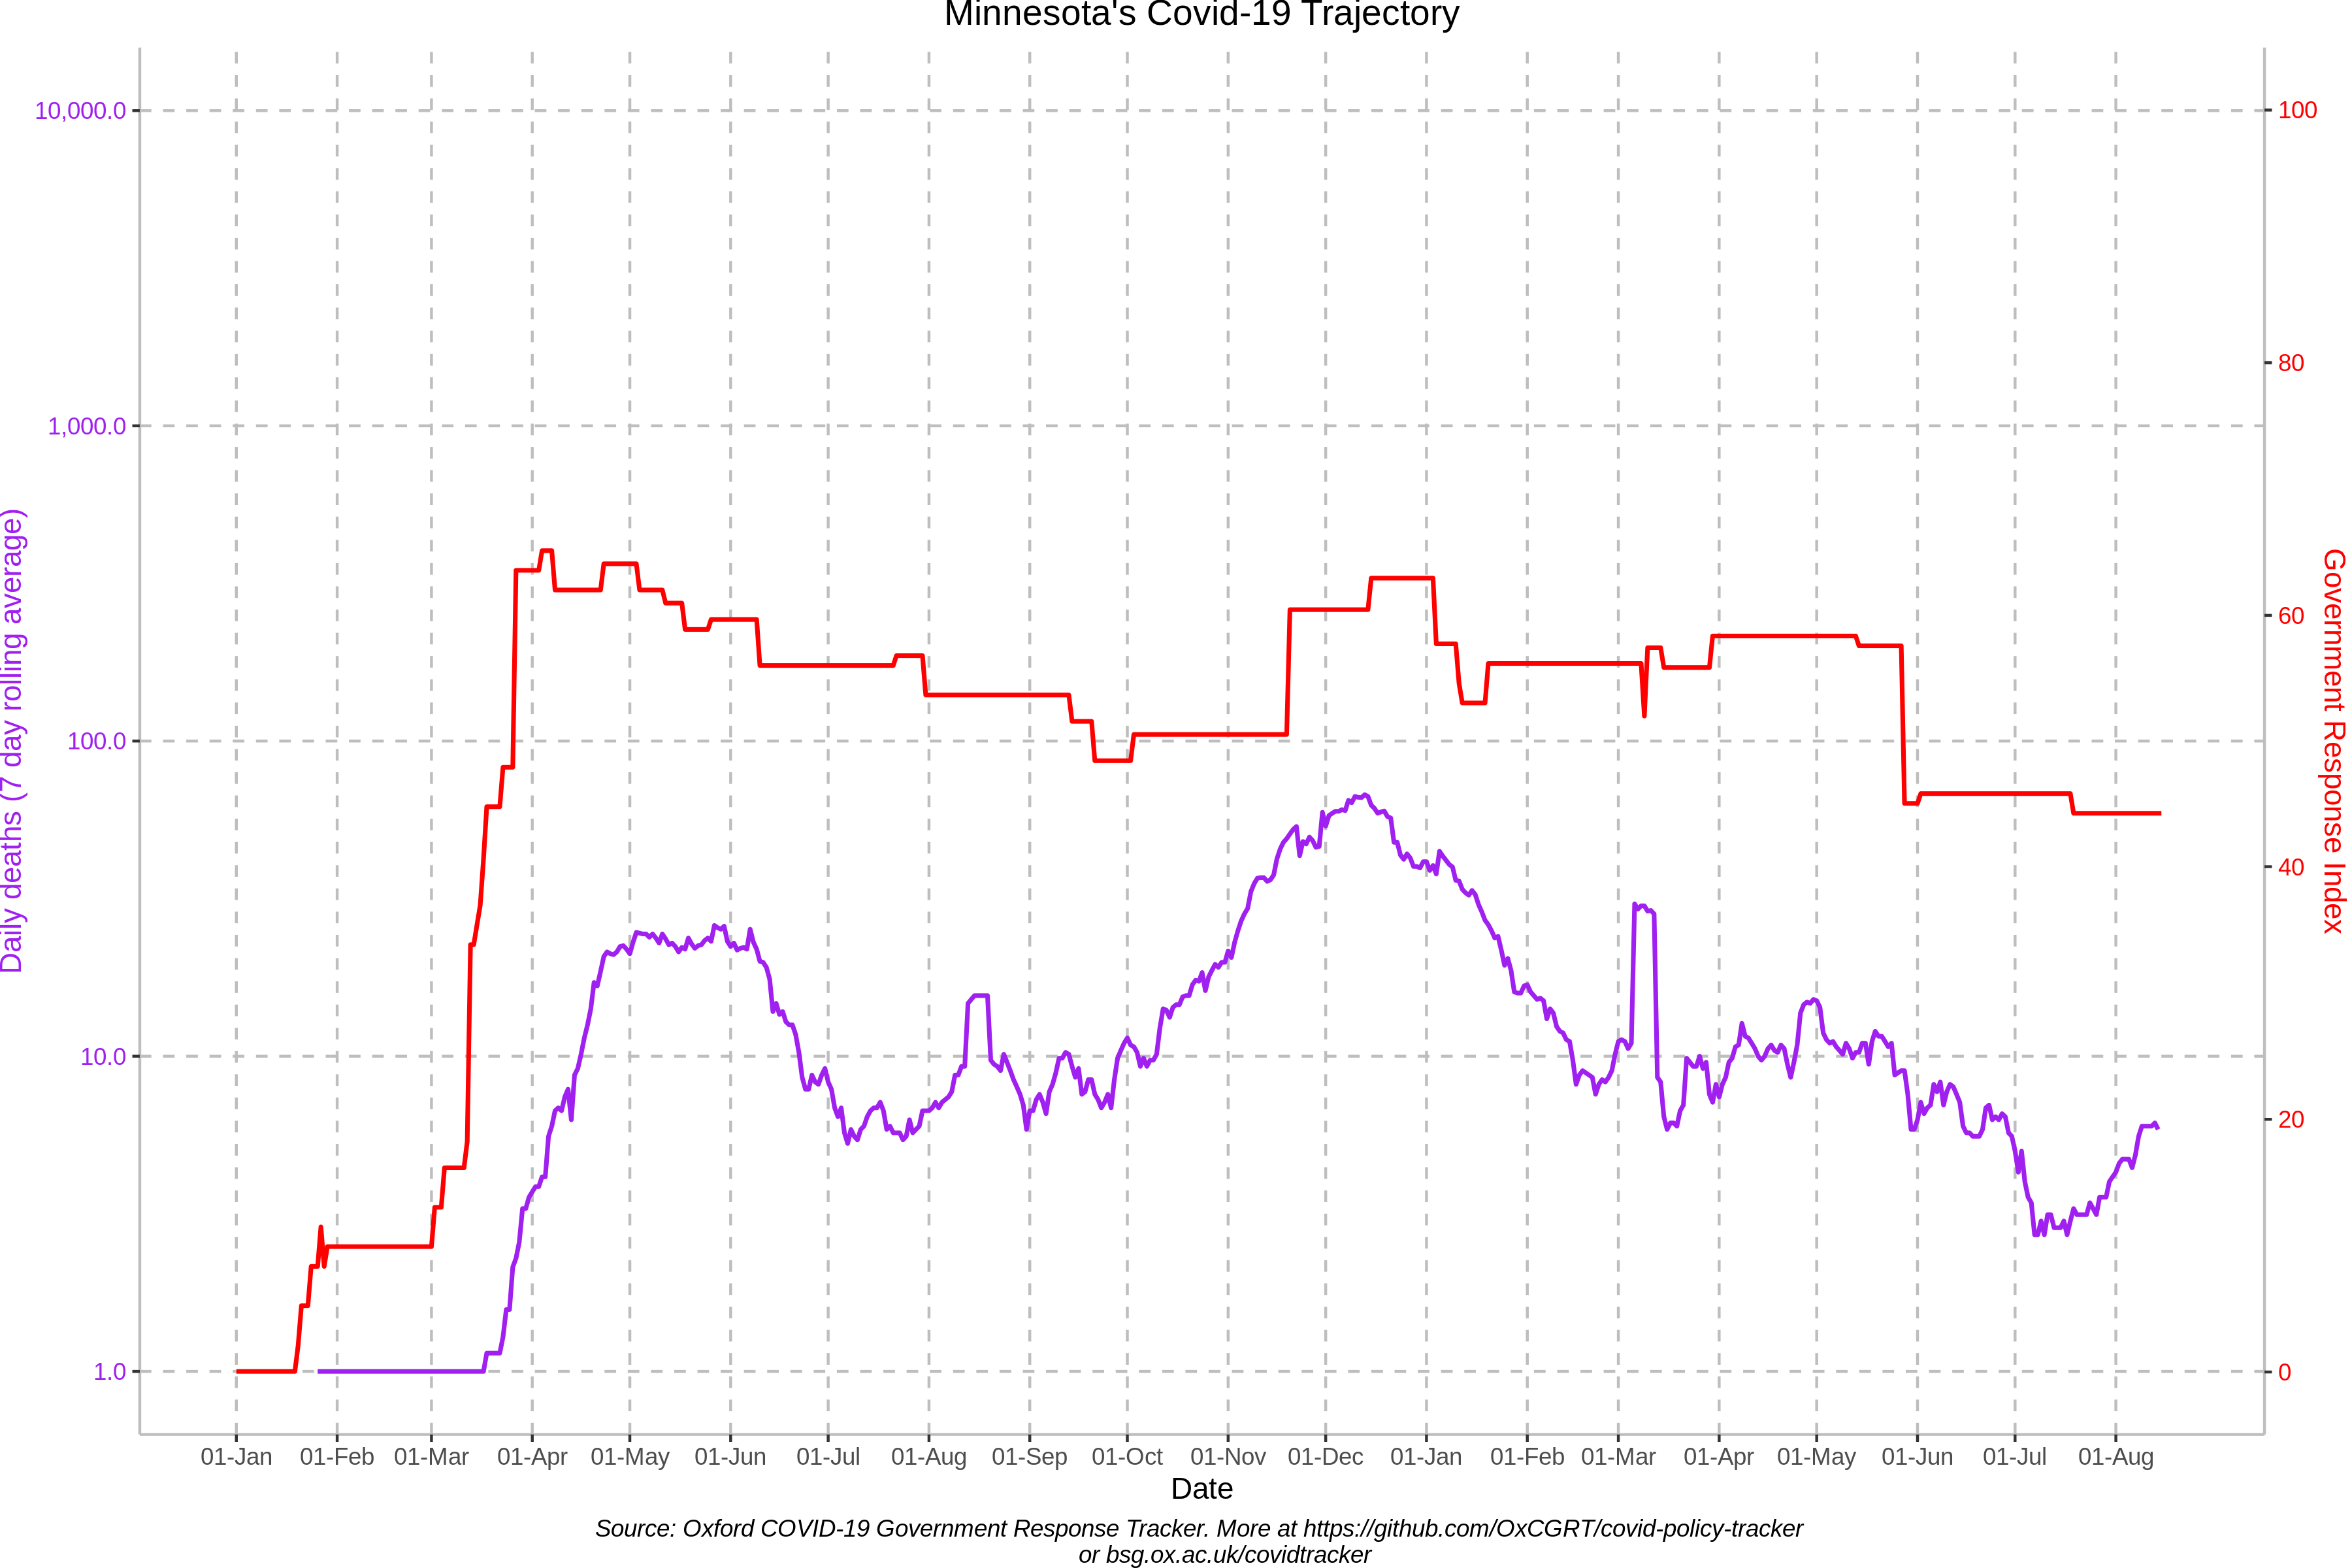 Minnesota's Covid-19 Trajectory
10,000.0
1,000.0
100.0
10.0
1.0
Daily deaths (7 day rolling average)
100
80
60
40
20
0
Government Response Index
01-Jan 01-Feb 01-Mar 01-Apr 01-May 01-Jun 01-Jul 01-Aug 01-Sep 01-Oct 01-Nov 01-Dec 01-Jan 01-Feb 01-Mar 01-Apr 01-May 01-Jun 01-Jul 01-Aug
Date
Source: Oxford COVID-19 Government Response Tracker. More at https://github.com/OxCGRT/covid-policy-tracker
or bsg.ox.ac.uk/covidtracker